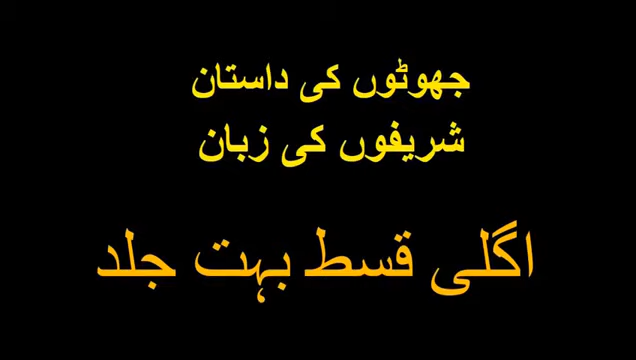 جھوٹوں کی داستان
شریفوں کی زبان
اگلی قسط بہت جلد